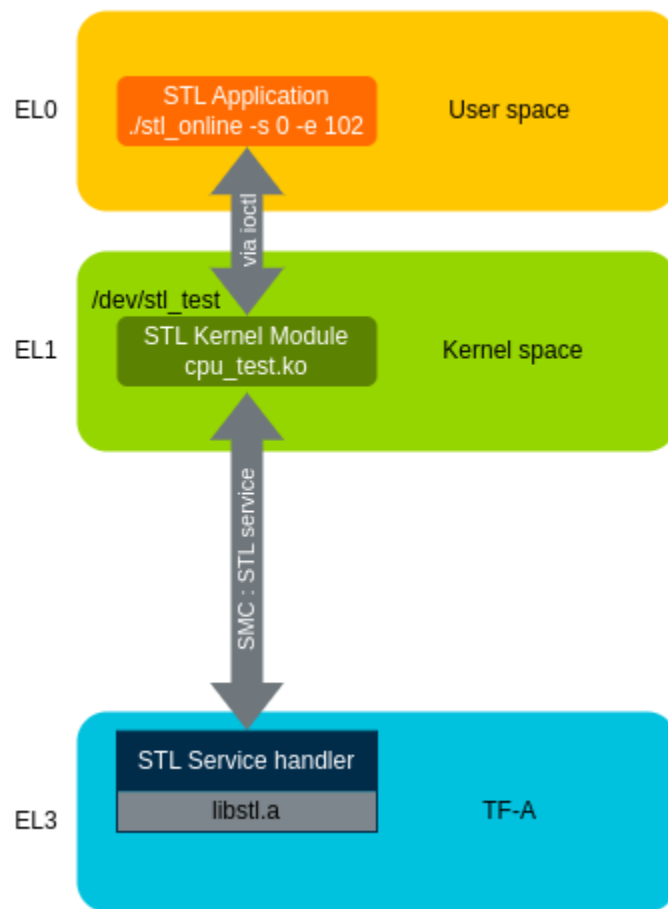 EL0
STL Application
./stl_online -s 0 -e 102
User space
via ioctl
/dev/stl_test
EL1
STL Kernel Module
cpu_test.ko
Kernel space
SMC : STL service
STL Service handler
libstl.a
EL3
TF-A